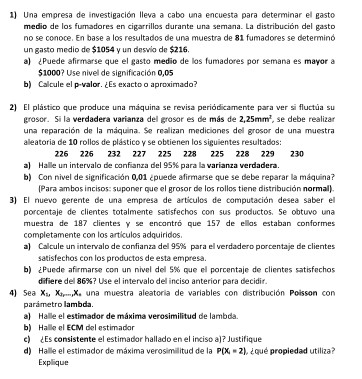 1) Una empresa de investigación lleva a cabo una encuesta para determinar el gasto
medio de los fumadores en cigarrillos durante una semana. La distribución del gasto
no se conoce. En base a los resultados de una muestra de 81 fumadores se determinó
un gasto medio de $1054 y un desvío de $216.
a) ¿Puede afirmarse que el gasto medio de los fumadores por semana es mayor a
$1000? Use nivel de significación 0,05
b) Calcule el p-valor. ¿Es exacto o aproximado?
2) El plástico que produce una máquina se revisa periódicamente para ver si fluctúa su
grosor. Si la verdadera varianza del grosor es de más de 2,25mm², se debe realizar
una reparación de la máquina. Se realizan mediciones del grosor de una muestra
aleatoria de 10 rollos de plástico y se obtienen los siguientes resultados:
226 226 232 227 225 228 225 228 229 230
a) Halle un intervalo de confianza del 95% para la varianza verdadera.
b) Con nivel de significación 0,01 ¿puede afirmarse que se debe reparar la máquina?
(Para ambos incisos: suponer que el grosor de los rollos tiene distribución normal).
3) El nuevo gerente de una empresa de artículos de computación desea saber el
porcentaje de clientes totalmente satisfechos con sus productos. Se obtuvo una
muestra de 187 clientes y se encontró que 157 de ellos estaban conformes
completamente con los artículos adquiridos.
a) Calcule un intervalo de confianza del 95% para el verdadero porcentaje de clientes
satisfechos con los productos de esta empresa.
b) ¿Puede afirmarse con un nivel del 5% que el porcentaje de clientes satisfechos
difiere del 86%? Use el intervalo del inciso anterior para decidir.
4) Sea X₁, X₂,...,Xₙ una muestra aleatoria de variables con distribución Poisson con
parámetro lambda.
a) Halle el estimador de máxima verosimilitud de lambda.
b) Halle el ECM del estimador
c) ¿Es consistente el estimador hallado en el inciso a)? Justifique
d) Halle el estimador de máxima verosimilitud de la P(Xᵢ = 2), ¿qué propiedad utiliza?
Explique